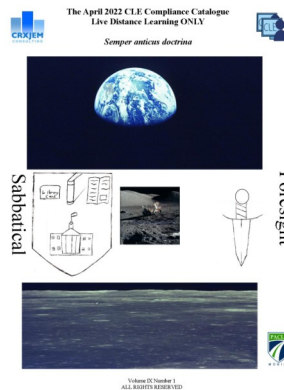 The April 2022 CLE Compliance Catalogue
Live Distance Learning ONLY
CRXJEM
CONSULTING
Semper anticus doctrina
Sabbatical
Foresight
Volume IX Number 1
ALL RIGHTS RESERVED